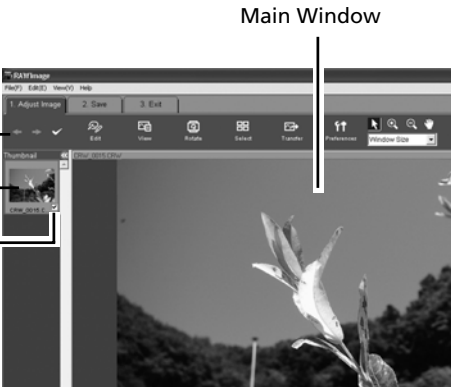 Main Window
RAWImage
File(F) Edit(E) View(V) Help
1. Adjust Image 2. Save 3. Exit
Edit View Rotate Select Transfer Preferences
Window Size
Thumbnail CRW_0015.CRW
CRW_0015.C